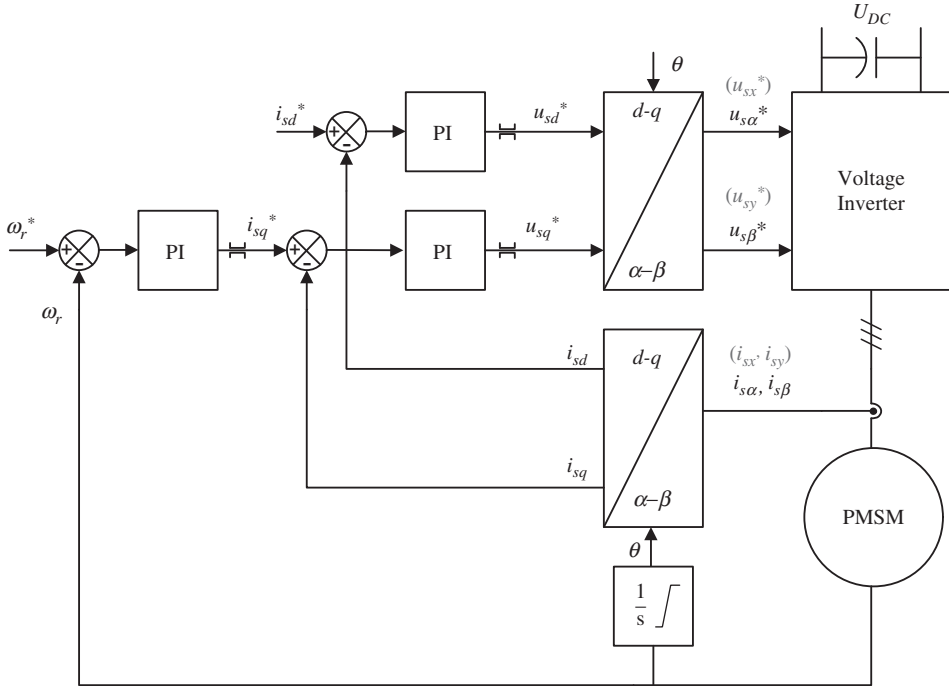 U_DC
θ
(u_sx*)
i_sd*
+
-
PI
u_sd*
d-q
u_sα*
Voltage
Inverter
(u_sy*)
ω_r*
+
-
PI
i_sq*
+
-
PI
u_sq*
u_sβ*
α–β
ω_r
i_sd
d-q
(i_sx, i_sy)
i_sα, i_sβ
i_sq
α–β
PMSM
θ
1
s